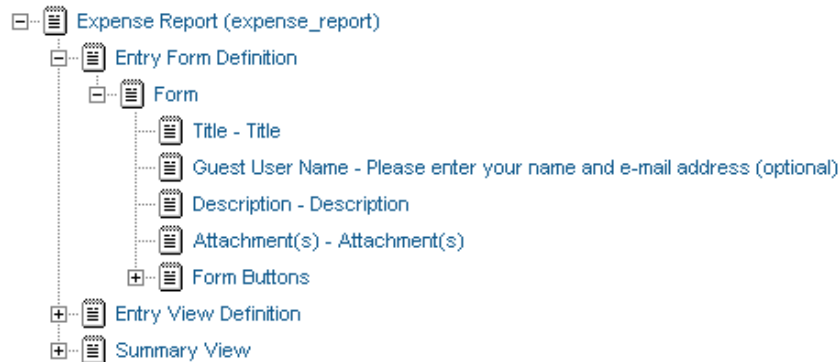 Expense Report (expense_report)
Entry Form Definition
Form
Title - Title
Guest User Name - Please enter your name and e-mail address (optional)
Description - Description
Attachment(s) - Attachment(s)
Form Buttons
Entry View Definition
Summary View